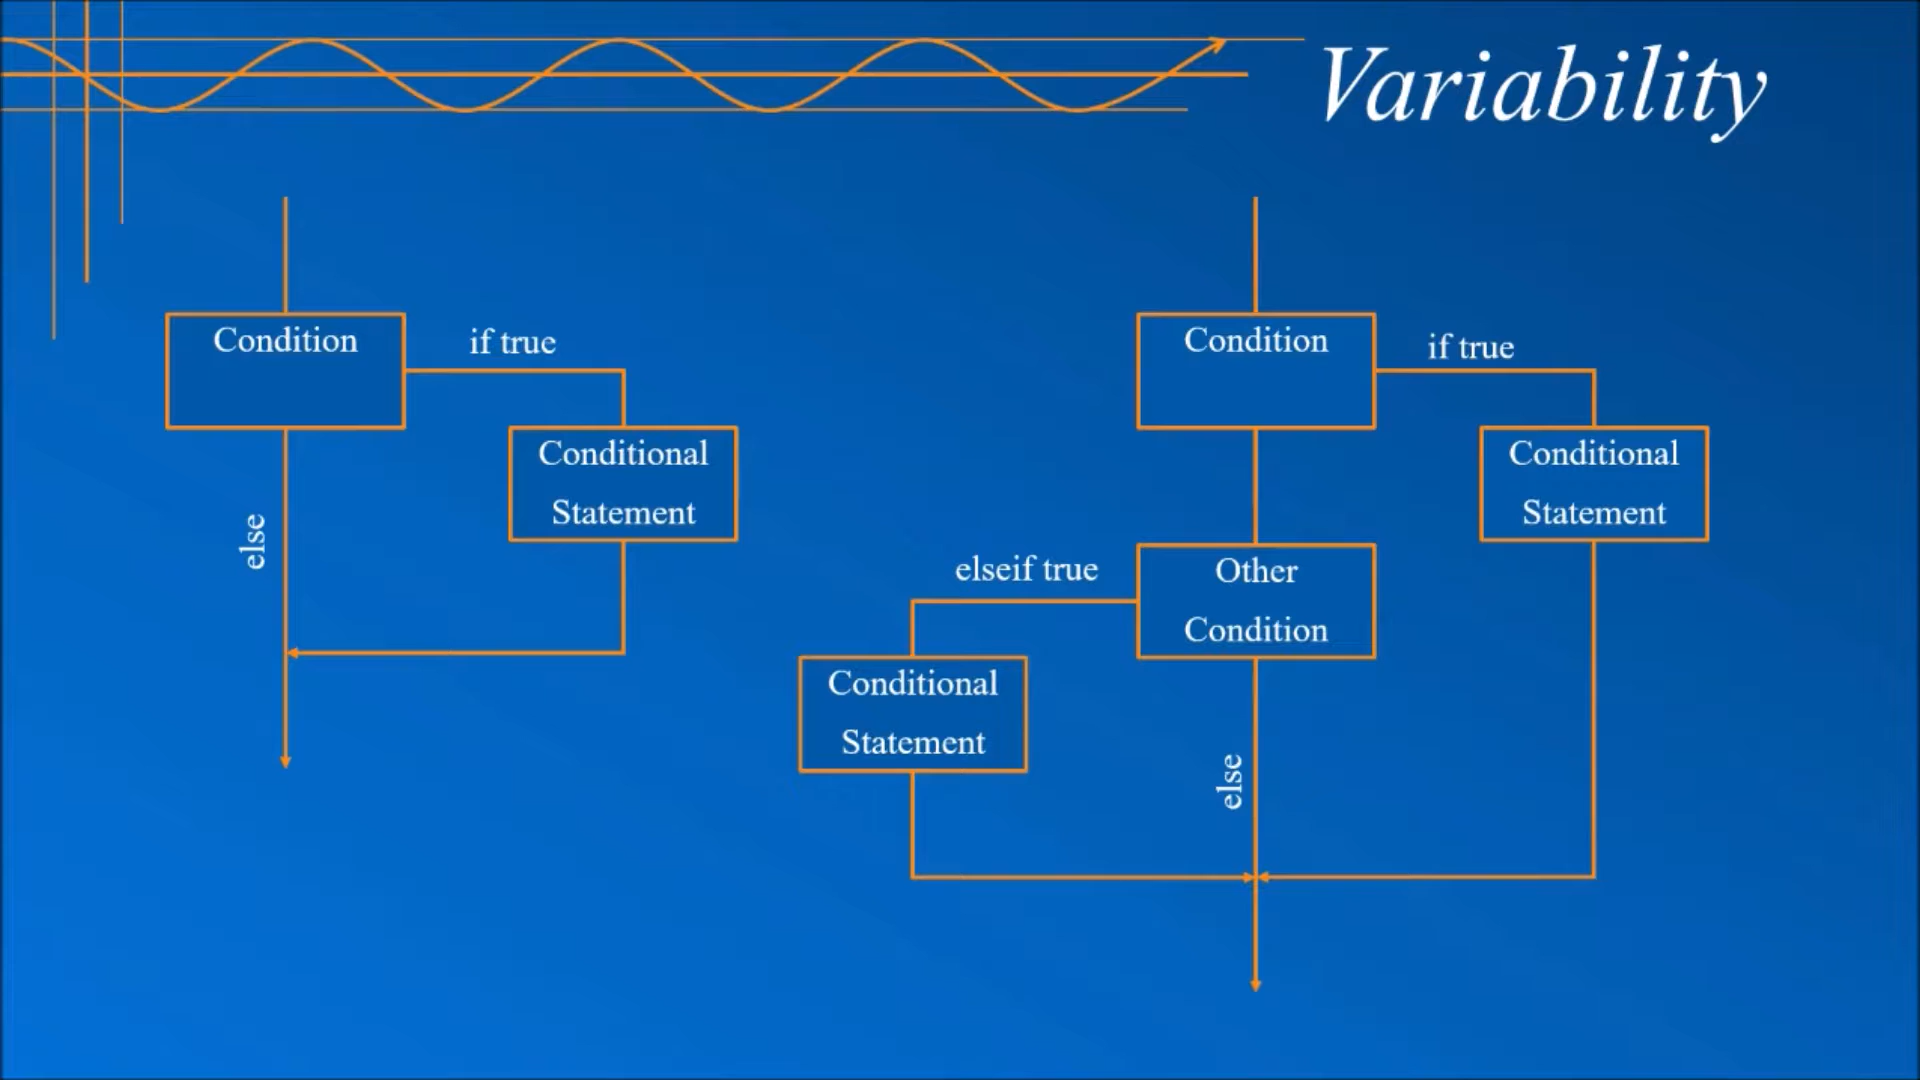 Variability
Condition
if true
Conditional
Statement
else
Condition
if true
Conditional
Statement
elseif true
Other
Condition
Conditional
Statement
else